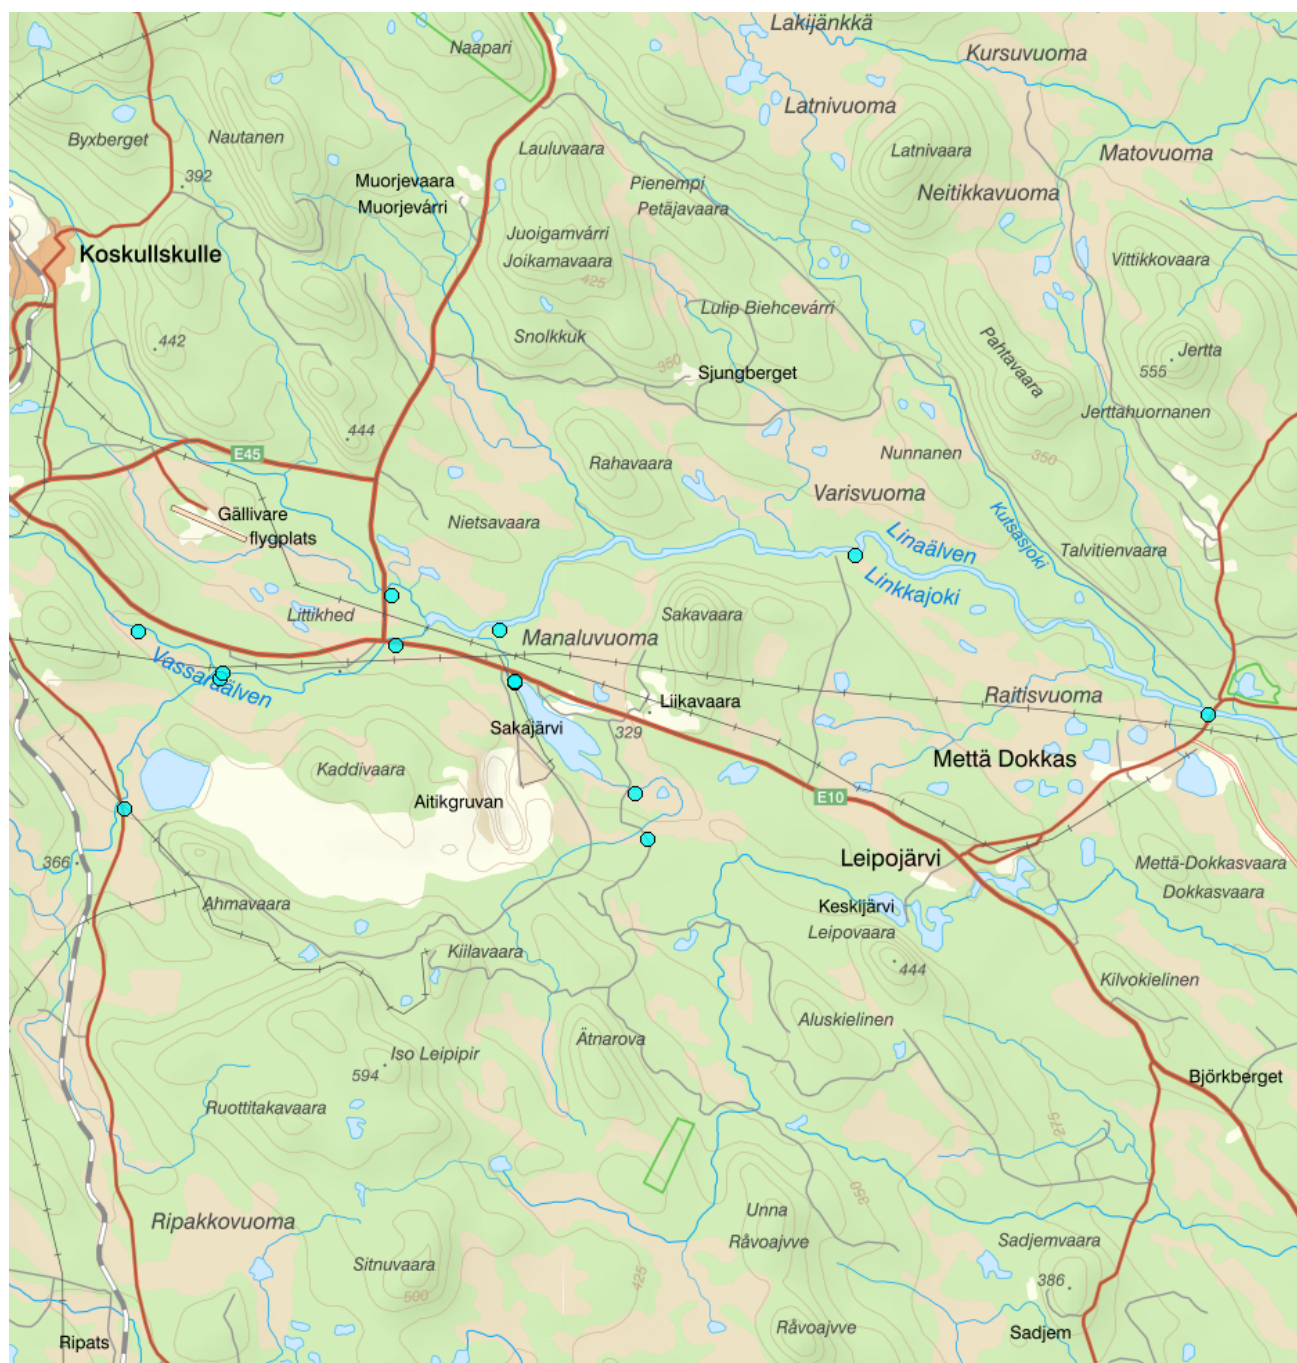 Lakijänkkä
Naapari
Kursuvuoma
Latnivuoma
Byxberget
Nautanen
Lauluvaara
Latnivaara
Matovuoma
392
Muorjevaara
Muorjevárri
Pienempi
Petäjavaara
Neitikkavuoma
Koskullskulle
Juoigamvárri
Joikamavaara
425
Vittikkovaara
Lulip Biehcevárri
442
Snolkkuk
350
Sjungberget
Pahtavaara
Jertta
555
Jerttahuornanen
444
E45
Rahavaara
Nunnanen
350
Varisvuoma
Gällivare
flygplats
Nietsavaara
Kutsasjoki
Linaälven
Linkkajoki
Talvitienvaara
Littikhed
Sakavaara
Manaluvuoma
Vassaraälven
Raitisvuoma
Liikavaara
Sakajärvi
329
Mettä Dokkas
Kaddivaara
Aitikgruvan
E10
366
Leipojärvi
Mettä-Dokkasvaara
Dokkasvaara
Ahmavaara
Keskijärvi
Leipovaara
Kiilavaara
444
Kilvokielinen
Aluskielinen
Ätnarova
Iso Leipipir
594
Björkberget
Ruottitakavaara
275
350
Unna
Råvoajvve
Ripakkovuoma
Sitnuvaara
Sadjemvaara
425
500
386
Råvoajvve
Sadjem
Ripats